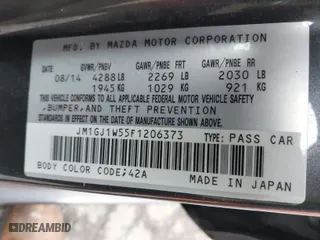 MFD. BY MAZDA MOTOR CORPORATION
GVWR/PNBV GAWR/PNBE FRT GAWR/PNBE RR
08/14 4288 LB 2269 LB 2030 LB
1945 KG 1029 KG 921 KG
THIS VEHICLE CONFORMS TO ALL APPLICABLE FEDERAL MOTOR VEHICLE SAFETY
BUMPER, AND THEFT PREVENTION
STANDARDS IN EFFECT ON THE DATE OF MANUFACTURE SHOWN ABOVE.
JM1GJ1W55F1206373 TYPE: PASS CAR
BODY COLOR CODE; 42A
MADE IN JAPAN
.BID